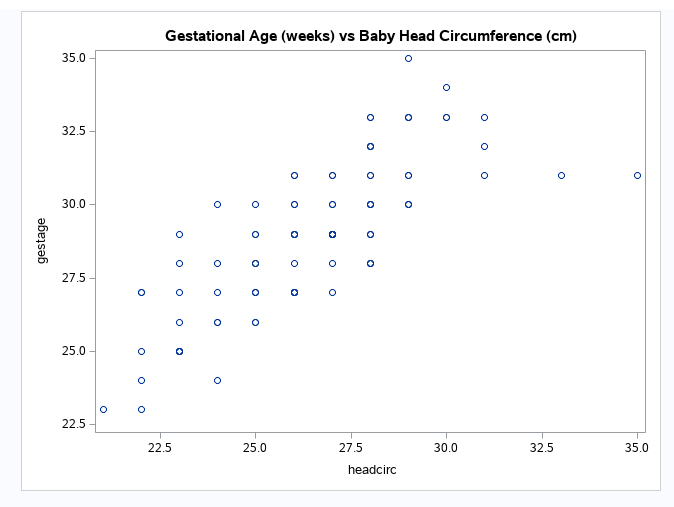 Gestational Age (weeks) vs Baby Head Circumference (cm)
35.0
32.5
30.0
27.5
25.0
22.5
gestage
22.5 25.0 27.5 30.0 32.5 35.0
headcirc